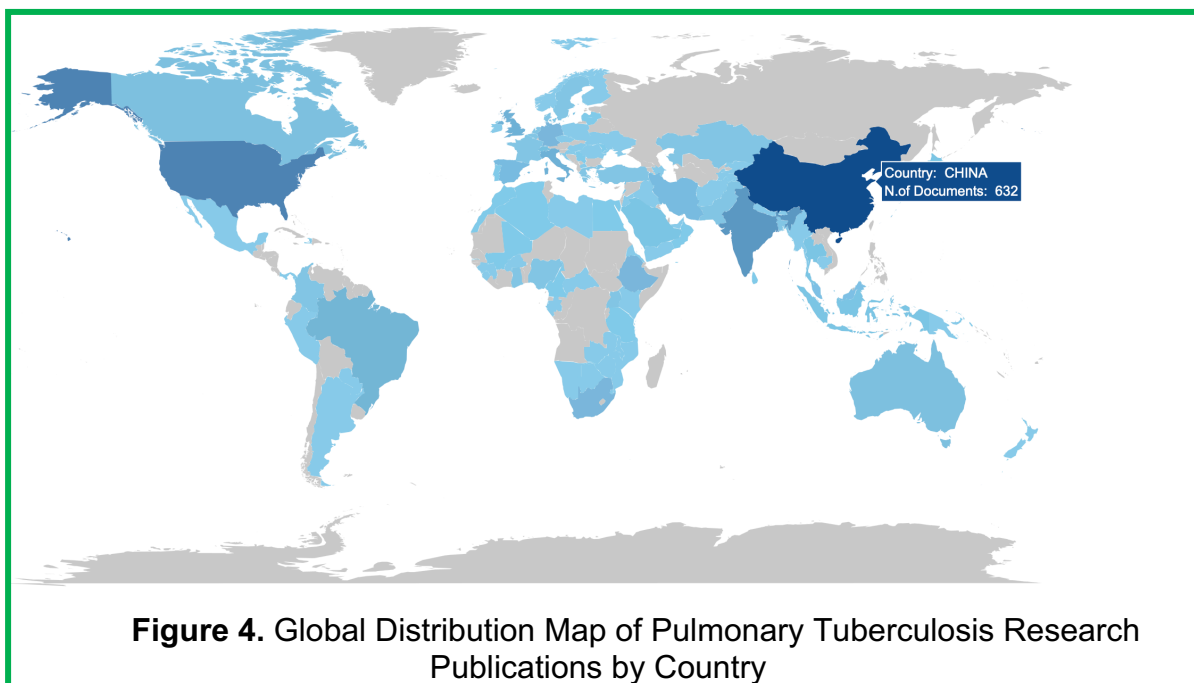 Country: CHINA
N.of Documents: 632
Figure 4. Global Distribution Map of Pulmonary Tuberculosis Research
Publications by Country